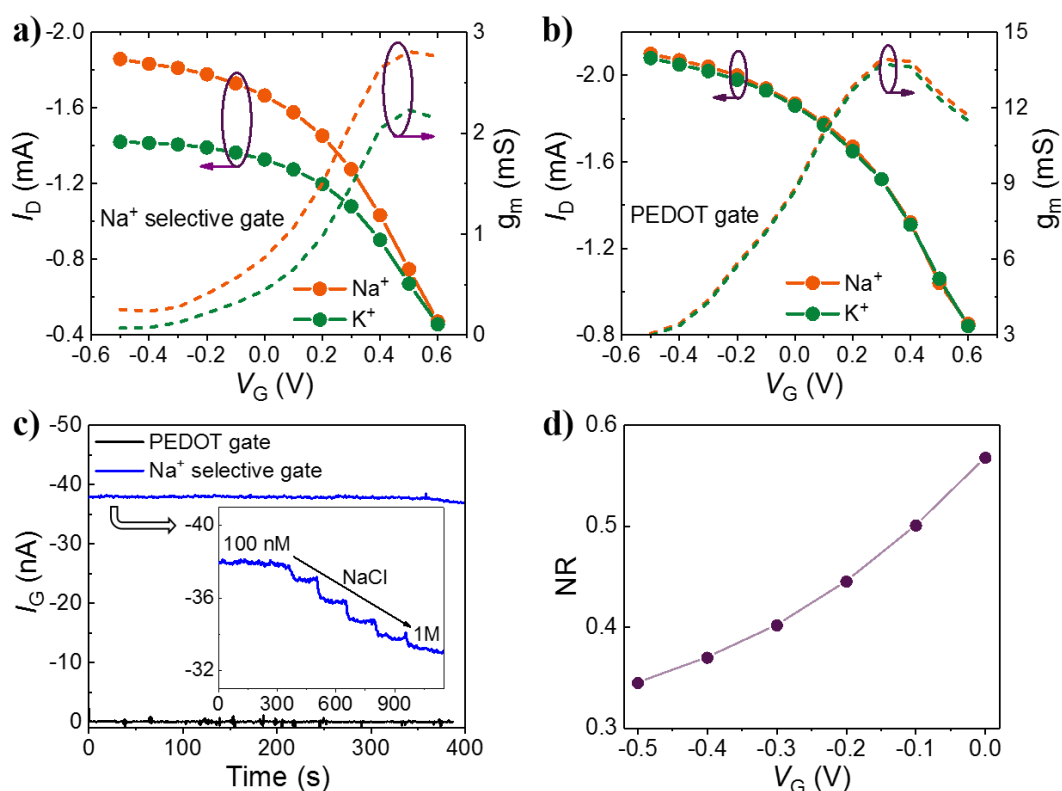 a)
-2.0
-1.6
-1.2
-0.8
-0.4
I_D (mA)
3
2
1
0
g_m (mS)
Na⁺ selective gate
Na⁺
K⁺
-0.6 -0.4 -0.2 0.0 0.2 0.4 0.6
V_G (V)
b)
-2.0
-1.6
-1.2
-0.8
I_D (mA)
15
12
9
6
3
g_m (mS)
PEDOT gate
Na⁺
K⁺
-0.6 -0.4 -0.2 0.0 0.2 0.4 0.6
V_G (V)
c)
-50
-40
-30
-20
-10
0
I_G (nA)
PEDOT gate
Na⁺ selective gate
-40
-36
-32
100 nM
NaCl
1M
0 300 600 900
0 100 200 300 400
Time (s)
d)
0.6
0.5
0.4
0.3
NR
-0.5 -0.4 -0.3 -0.2 -0.1 0.0
V_G (V)